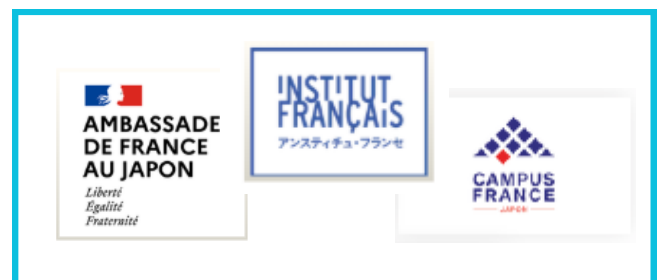 AMBASSADE
DE FRANCE
AU JAPON
Liberté
Égalité
Fraternité
INSTITUT
FRANÇAIS
アンスティチュ・フランセ
CAMPUS
FRANCE
JAPON